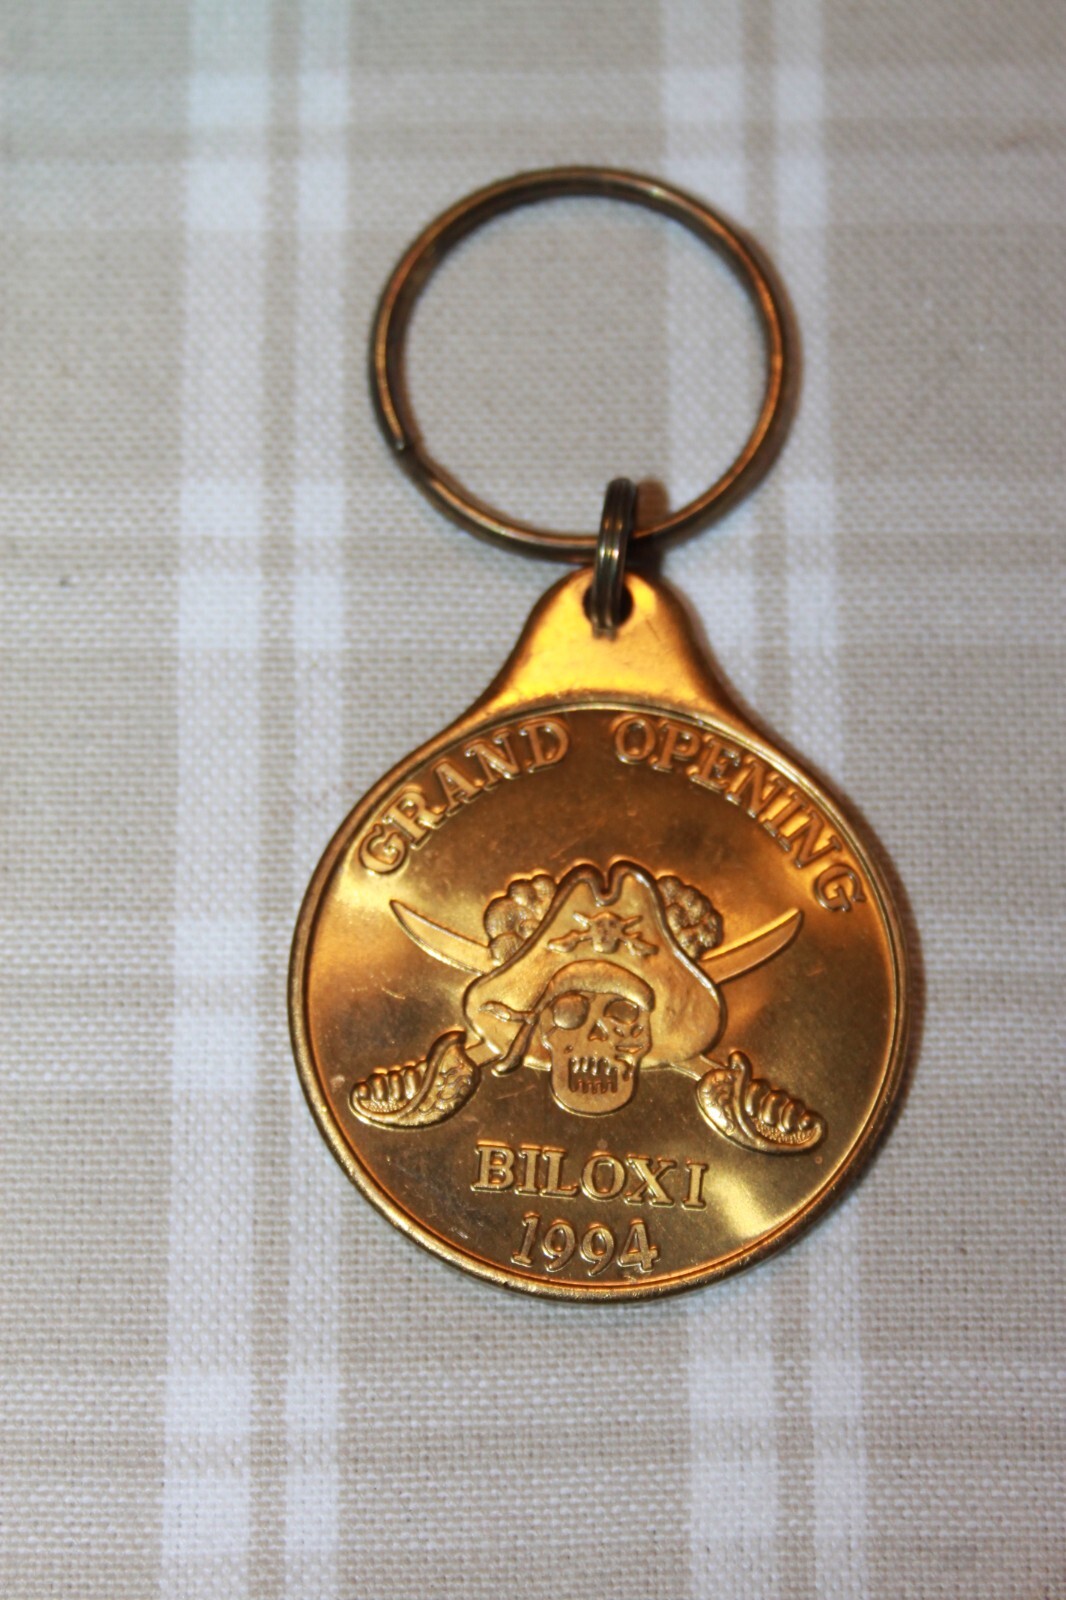 GRAND OPENING
BILOXI
1994